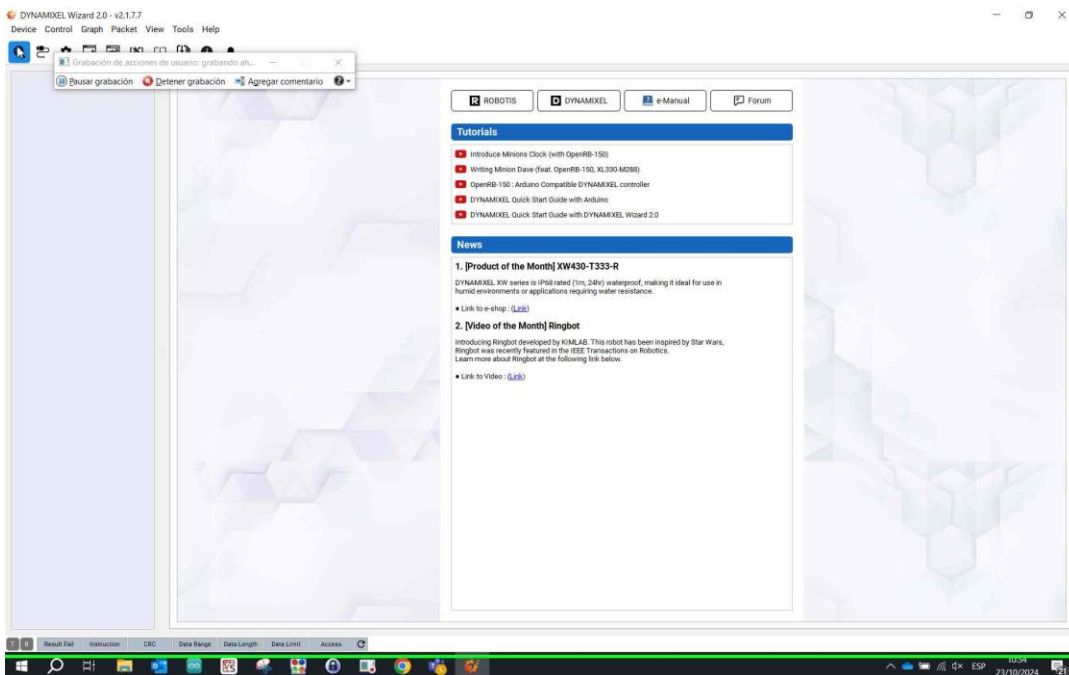 DYNAMIXEL Wizard 2.0 - v2.1.7.7
Device Control Graph Packet View Tools Help
Grabación de acciones de usuario: grabando ah...
Pausar grabación Detener grabación Agregar comentario
ROBOTIS DYNAMIXEL e-Manual Forum
Tutorials
Introduce Minions Clock (with OpenRB-150)
Writing Minion Dave (feat. OpenRB-150, XL330-M288)
OpenRB-150 : Arduino Compatible DYNAMIXEL controller
DYNAMIXEL Quick Start Guide with Arduino
DYNAMIXEL Quick Start Guide with DYNAMIXEL Wizard 2.0
News
1. [Product of the Month] XW430-T333-R
DYNAMIXEL XW series is IP68 rated (1m, 24hr) waterproof, making it ideal for use in
humid environments or applications requiring water resistance.
● Link to e-shop : (Link)
2. [Video of the Month] Ringbot
Introducing Ringbot developed by KIMLAB. This robot has been inspired by Star Wars,
Ringbot was recently featured in the IEEE Transactions on Robotics.
Learn more about Ringbot at the following link below.
● Link to Video : (Link)
T R Result Fail Instruction CRC Data Range Data Length Data Limit Access
ESP
10:54
23/10/2024
21